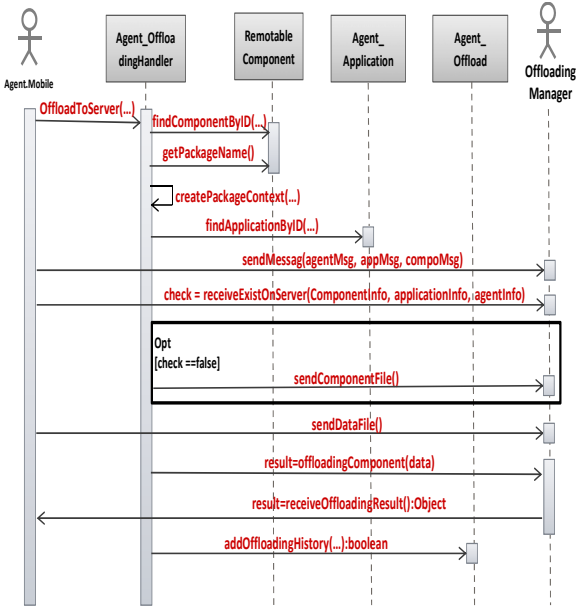 Agent_Offloa
dingHandler
Remotable
Component
Agent_
Application
Agent_
Offload
Offloading
Manager
Agent.Mobile
OffloadToServer(...)
findComponentByID(...)
getPackageName()
createPackageContext(...)
findApplicationByID(...)
sendMessag(agentMsg, appMsg, compoMsg)
check = receiveExistOnServer(ComponentInfo, applicationInfo, agentInfo)
Opt
[check ==false]
sendComponentFile()
sendDataFile()
result=offloadingComponent(data)
result=receiveOffloadingResult():Object
addOffloadingHistory(...):boolean